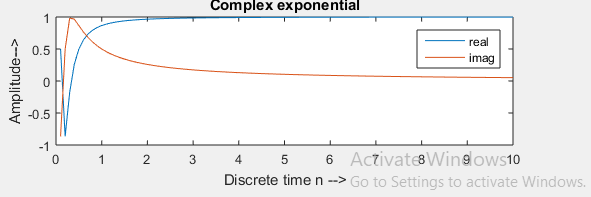 Complex exponential
1
0.5
0
-0.5
-1
Amplitude-->
real
imag
0 1 2 3 4 5 6 7 8 9 10
Discrete time n -->
Activate Windows
Go to Settings to activate Windows.